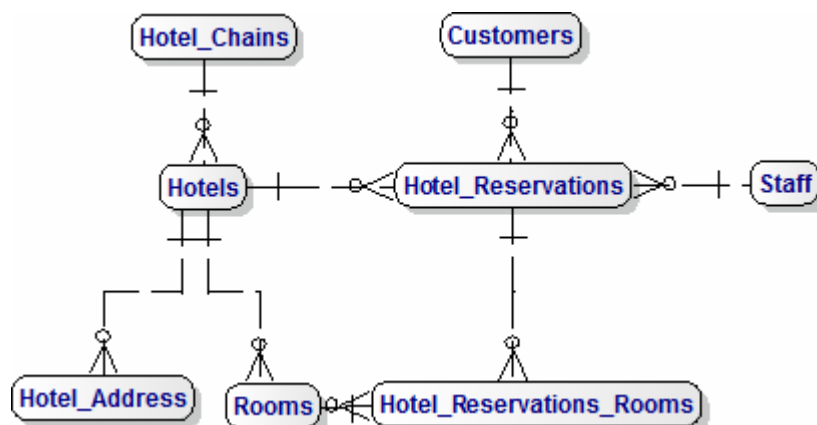 Hotel_Chains
Customers
Hotels
Hotel_Reservations
Staff
Hotel_Address
Rooms
Hotel_Reservations_Rooms